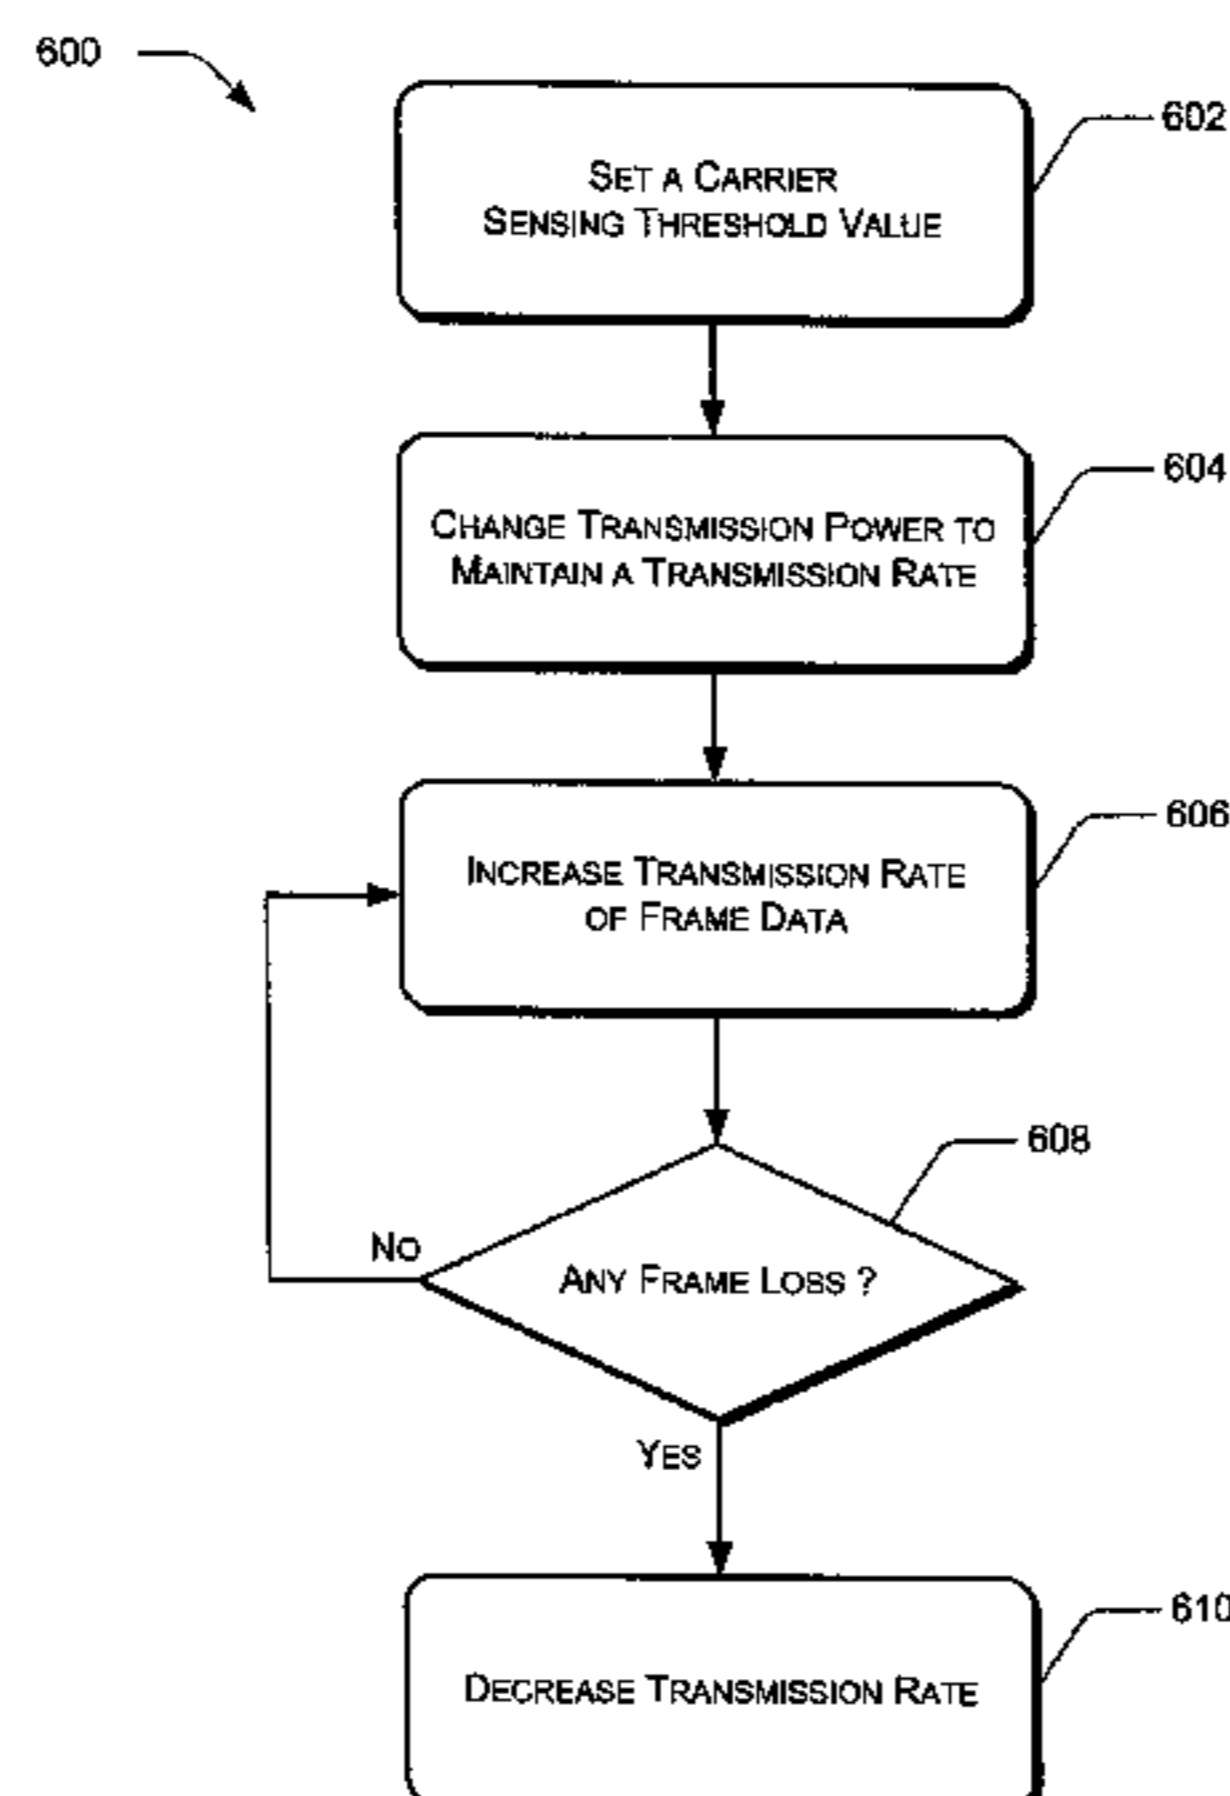 600
602
SET A CARRIER
SENSING THRESHOLD VALUE
604
CHANGE TRANSMISSION POWER TO
MAINTAIN A TRANSMISSION RATE
606
INCREASE TRANSMISSION RATE
OF FRAME DATA
608
NO
ANY FRAME LOSS ?
YES
610
DECREASE TRANSMISSION RATE